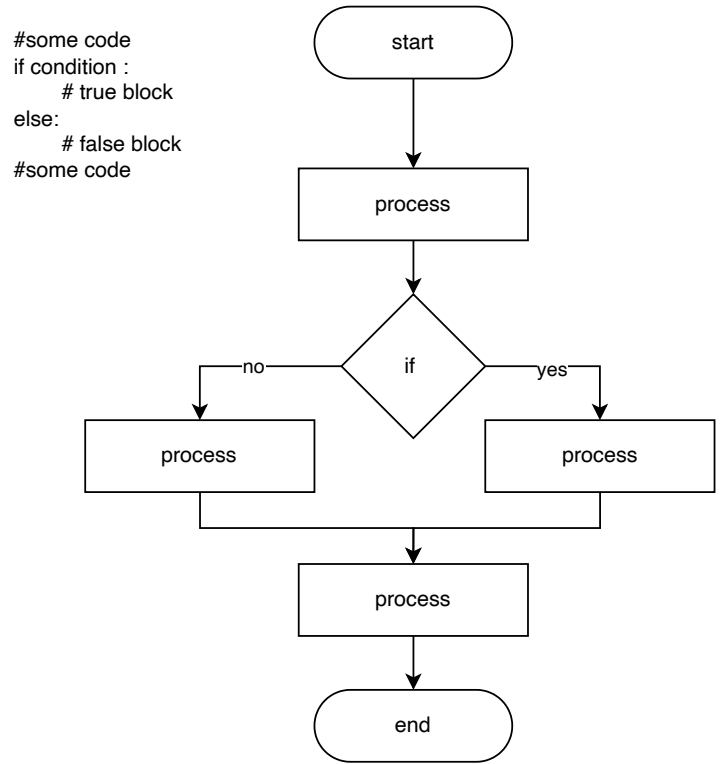 #some code
if condition :
# true block
else:
# false block
#some code
start
process
if
no
yes
process
process
process
end